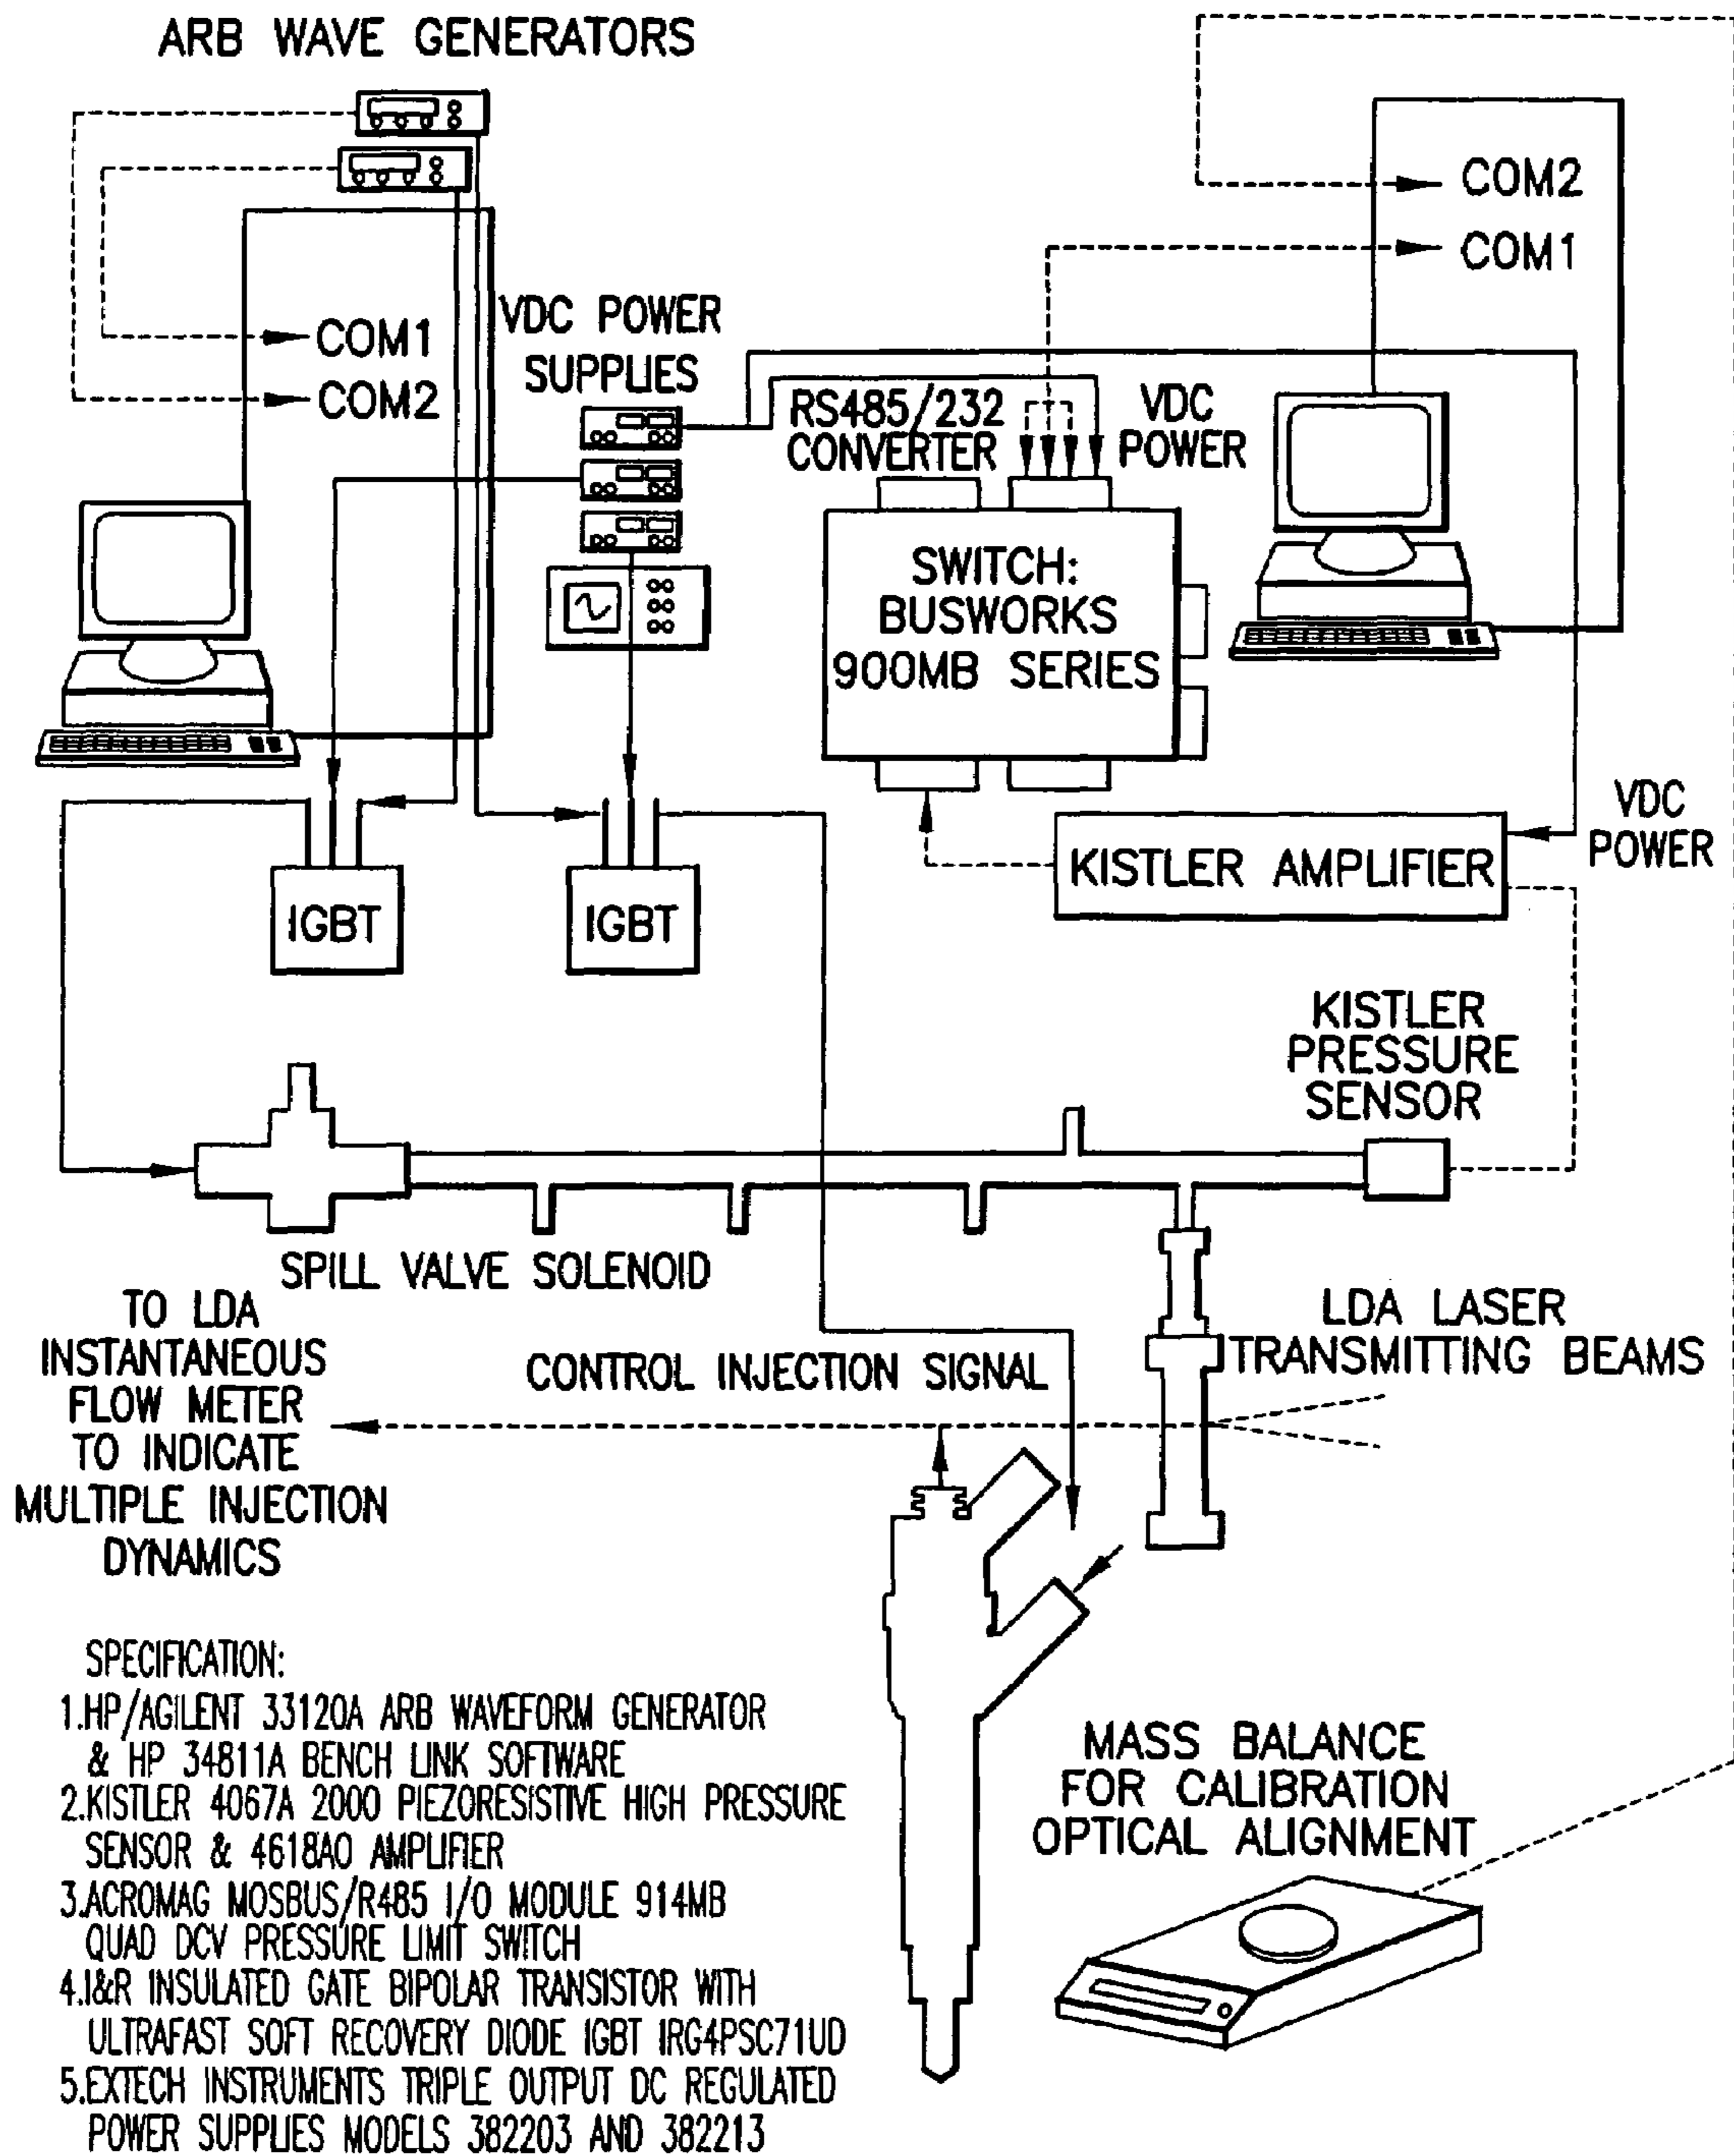 ARB WAVE GENERATORS
COM2
COM1
VDC POWER
SUPPLIES
COM1
COM2
RS485/232
CONVERTER
VDC
POWER
SWITCH:
BUSWORKS
900MB SERIES
VDC
POWER
KISTLER AMPLIFIER
IGBT
IGBT
KISTLER
PRESSURE
SENSOR
SPILL VALVE SOLENOID
TO LDA
INSTANTANEOUS
FLOW METER
TO INDICATE
MULTIPLE INJECTION
DYNAMICS
CONTROL INJECTION SIGNAL
LDA LASER
TRANSMITTING BEAMS
SPECIFICATION:
1.HP/AGILENT 33120A ARB WAVEFORM GENERATOR
& HP 34811A BENCH LINK SOFTWARE
2.KISTLER 4067A 2000 PIEZORESISTIVE HIGH PRESSURE
SENSOR & 4618A0 AMPLIFIER
3.ACROMAG MOSBUS/R485 I/O MODULE 914MB
QUAD DCV PRESSURE LIMIT SWITCH
4.I&R INSULATED GATE BIPOLAR TRANSISTOR WITH
ULTRAFAST SOFT RECOVERY DIODE IGBT IRG4PSC71UD
5.EXTECH INSTRUMENTS TRIPLE OUTPUT DC REGULATED
POWER SUPPLIES MODELS 382203 AND 382213
MASS BALANCE
FOR CALIBRATION
OPTICAL ALIGNMENT